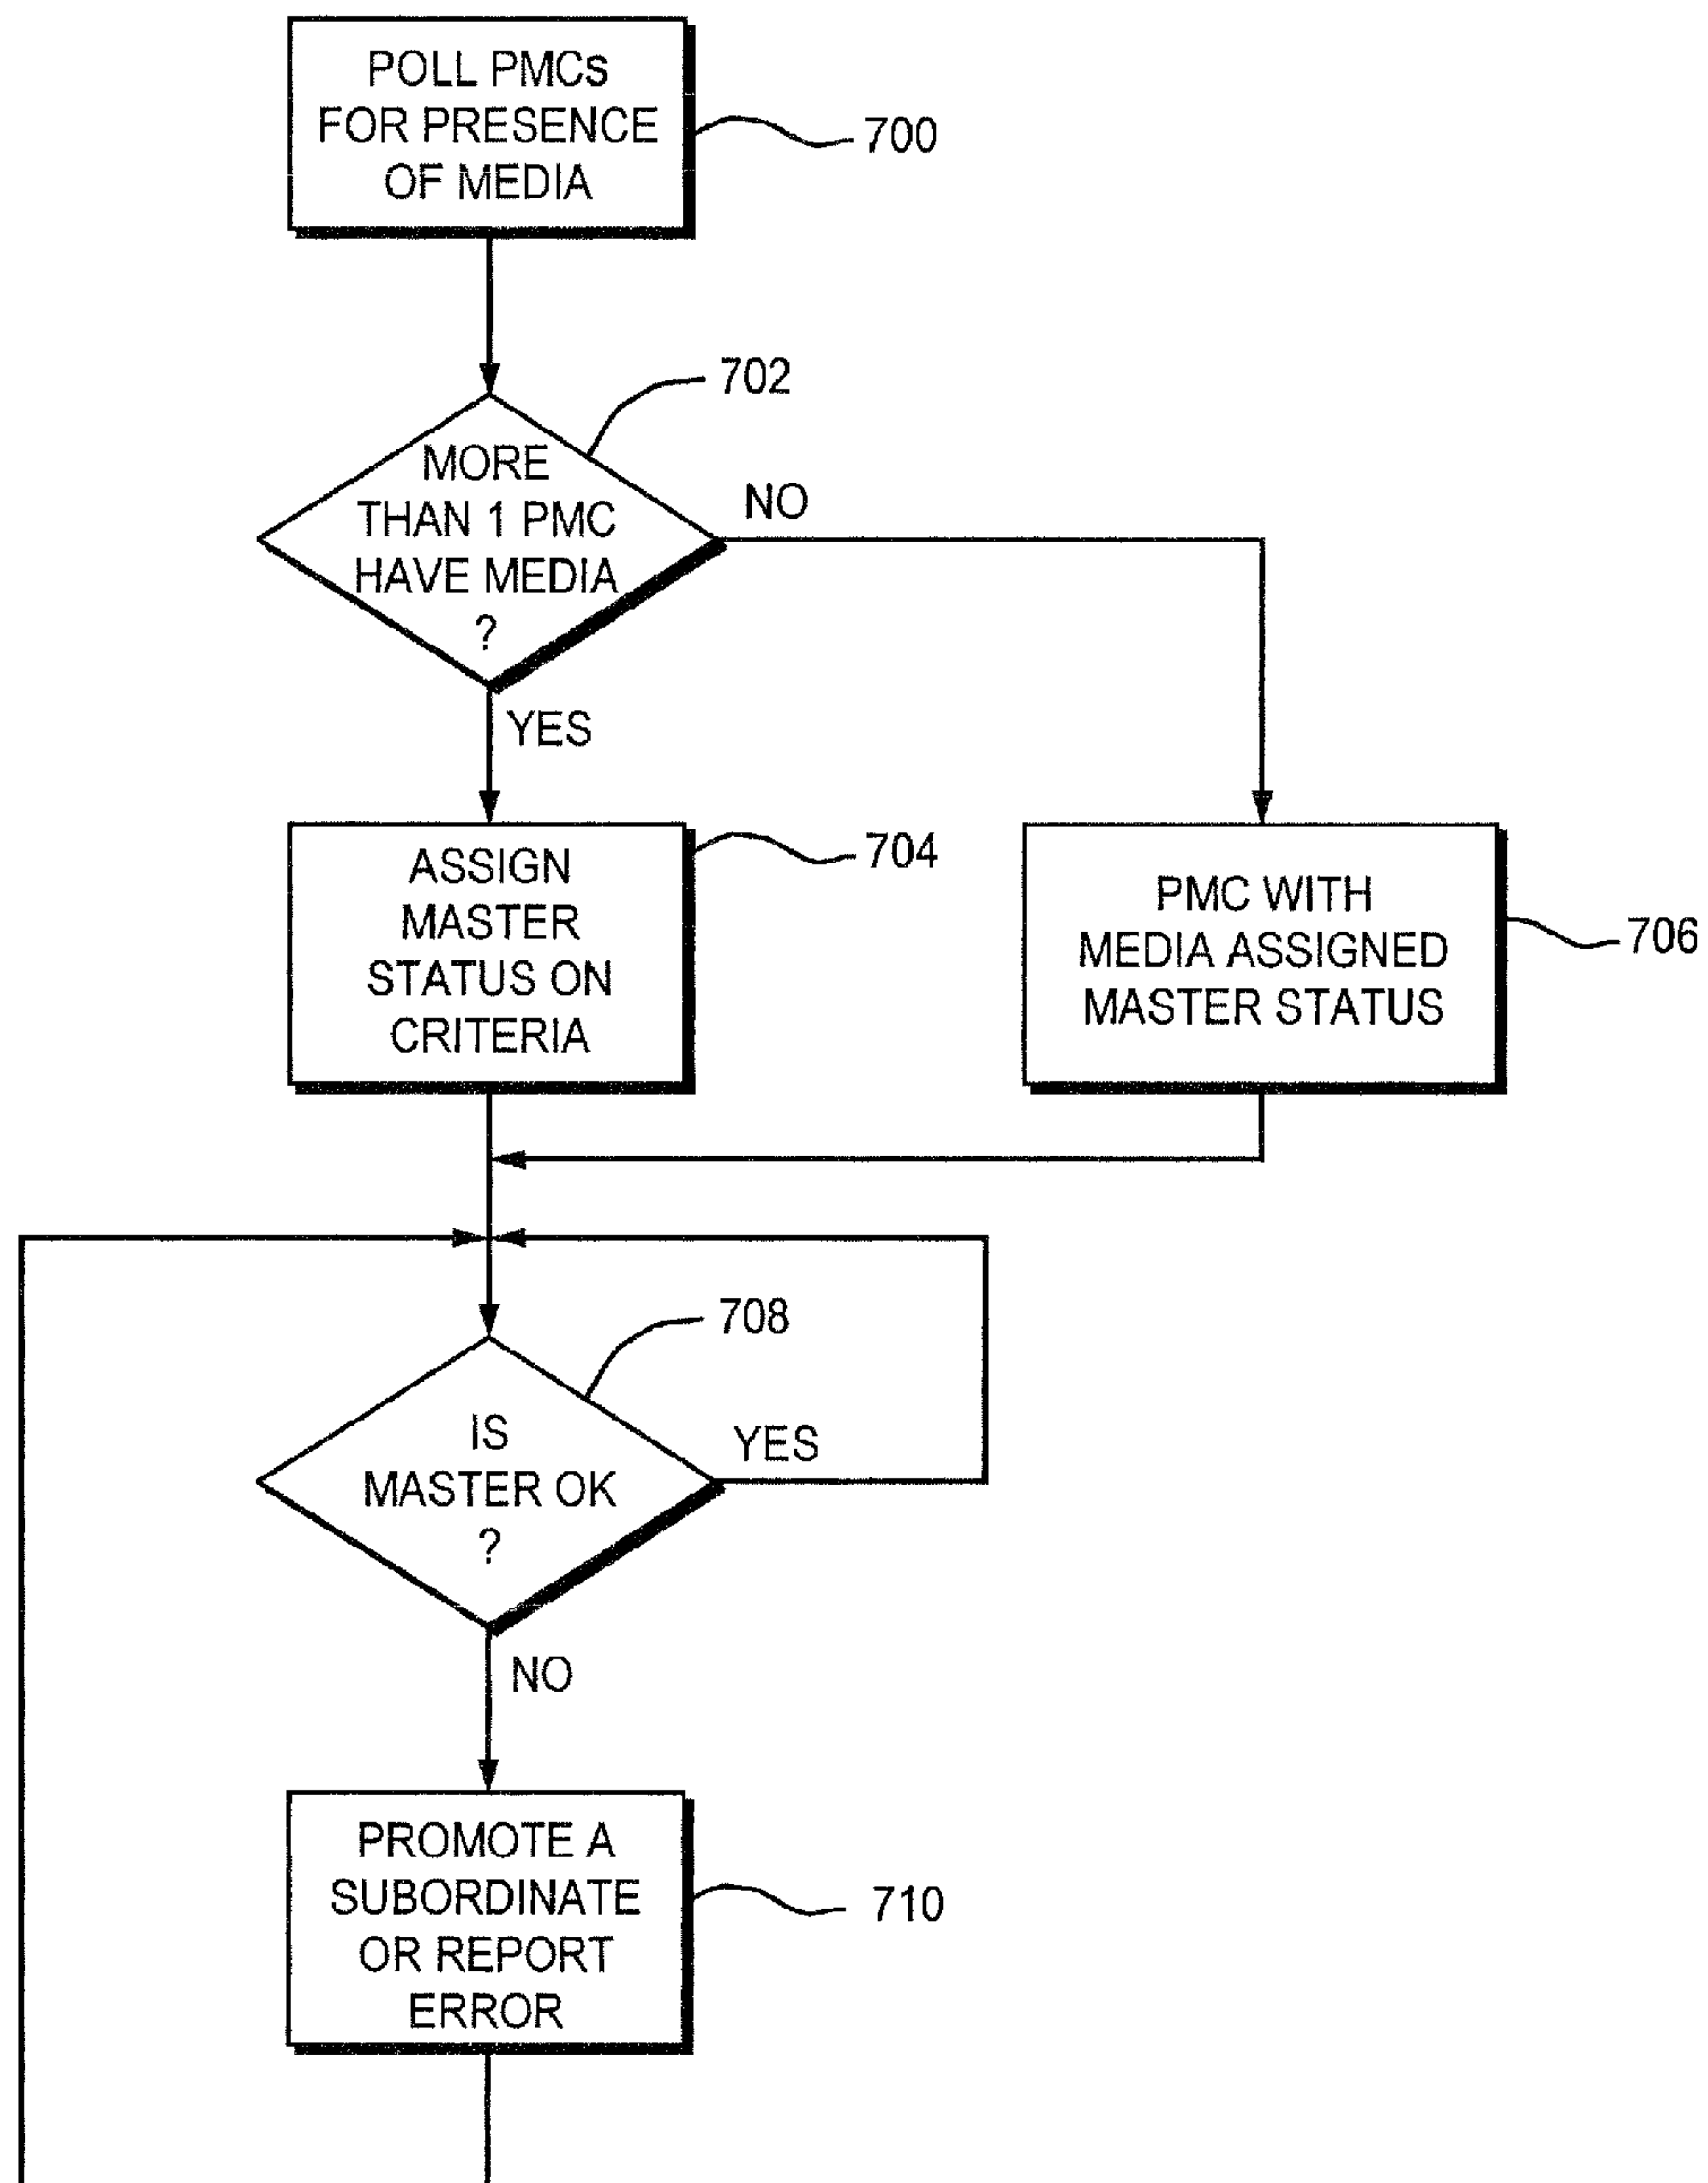 POLL PMCs
FOR PRESENCE
OF MEDIA
700
702
MORE
THAN 1 PMC
HAVE MEDIA
?
NO
YES
ASSIGN
MASTER
STATUS ON
CRITERIA
704
PMC WITH
MEDIA ASSIGNED
MASTER STATUS
706
708
IS
MASTER OK
?
YES
NO
PROMOTE A
SUBORDINATE
OR REPORT
ERROR
710